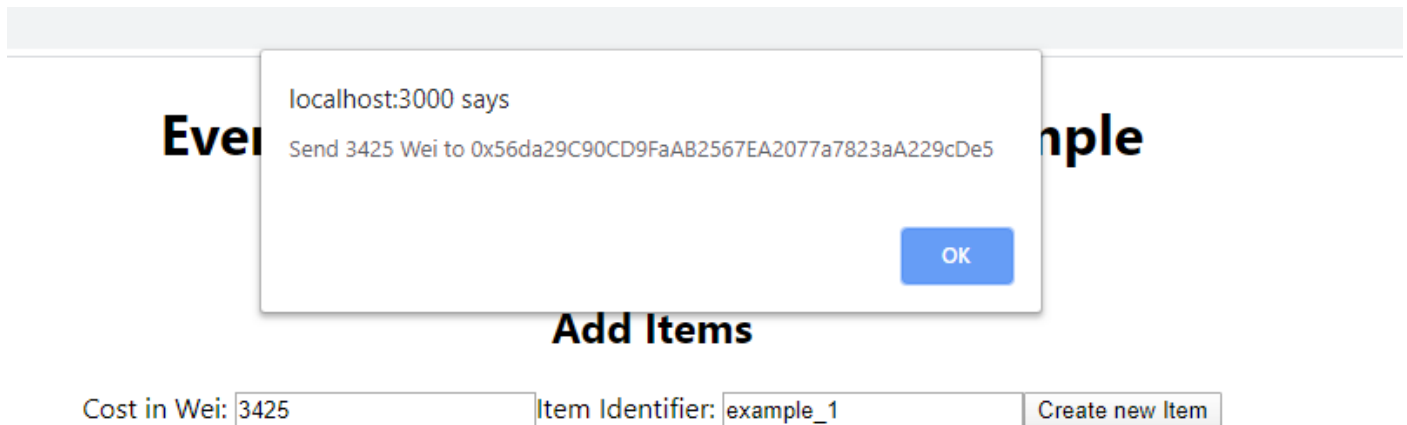 localhost:3000 says
Send 3425 Wei to 0x56da29C90CD9FaAB2567EA2077a7823aA229cDe5
OK
Add Items
Cost in Wei: 3425 Item Identifier: example_1 Create new Item